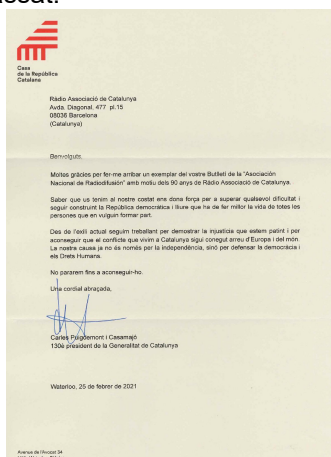 Casa
de la República
Catalana
Ràdio Associació de Catalunya
Avda. Diagonal, 477 pl.15
08036 Barcelona
(Catalunya)
Benvolguts,
Moltes gràcies per fer-me arribar un exemplar del vostre Butlletí de la "Asociación
Nacional de Radiodifusión" amb motiu dels 90 anys de Ràdio Associació de Catalunya.
Saber que us tenim al nostre costat ens dona força per a superar qualsevol dificultat i
seguir construint la República democràtica i lliure que ha de fer millor la vida de totes les
persones que en vulguin formar part.
Des de l'exili actual seguim treballant per demostrar la injustícia que estem patint i per
aconseguir que el conflicte que vivim a Catalunya sigui conegut arreu d'Europa i del món.
La nostra causa ja no és només per la independència, sinó per defensar la democràcia i
els Drets Humans.
No pararem fins a aconseguir-ho.
Una cordial abraçada,
Carles Puigdemont i Casamajó
130è president de la Generalitat de Catalunya
Waterloo, 25 de febrer de 2021
Avenue de l'Avocat 34